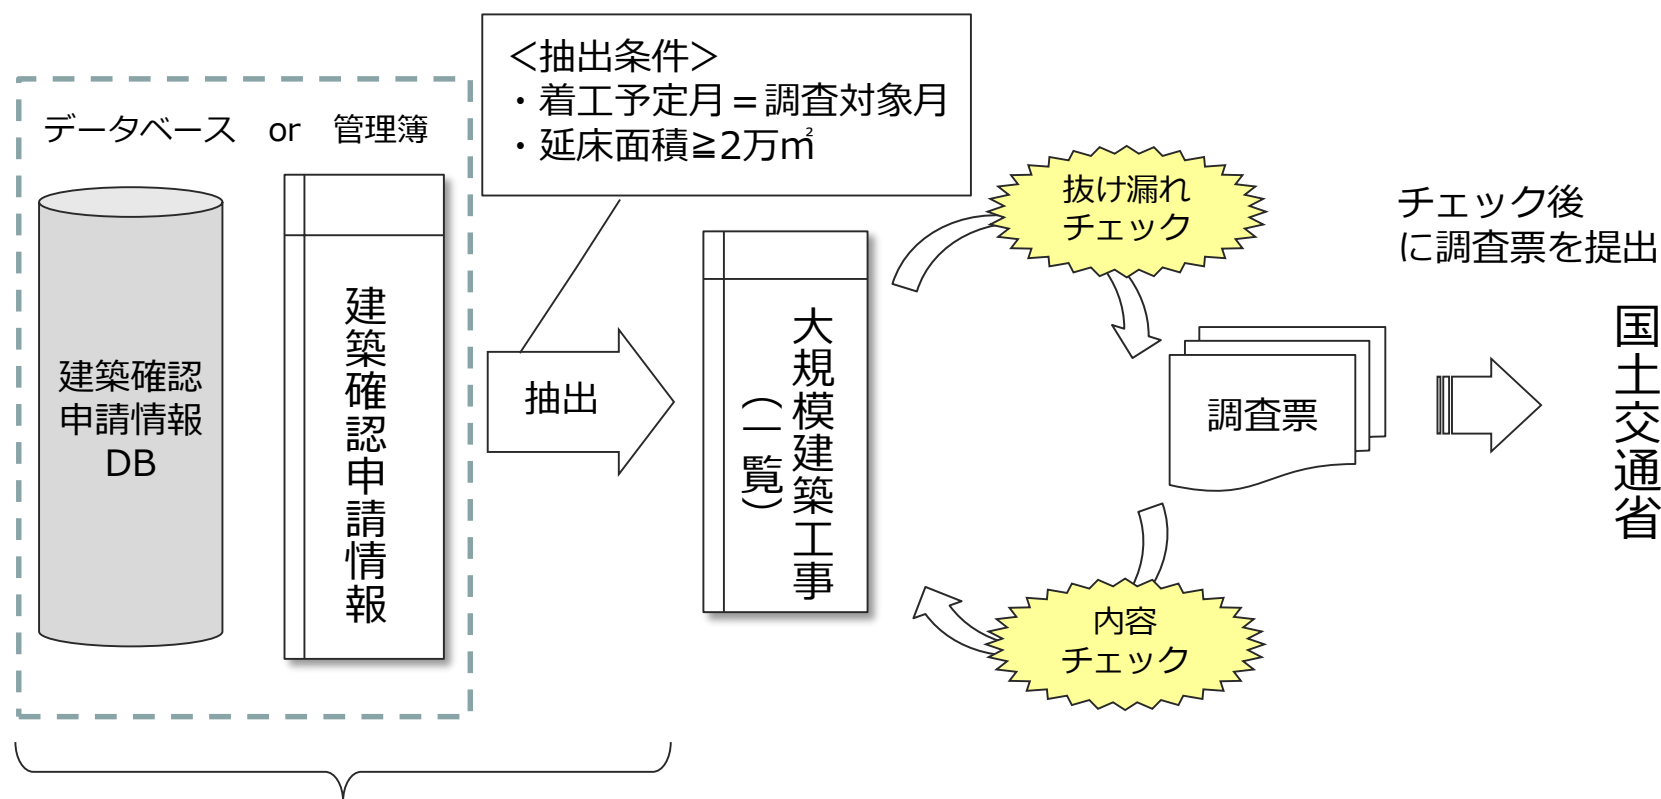 ＜抽出条件＞
・着工予定月＝調査対象月
・延床面積≧2万㎡
データベース or 管理簿
建築確認
申請情報
DB
建築確認申請情報
抽出
大規模建築工事
（一覧）
抜け漏れ
チェック
調査票
内容
チェック
チェック後
に調査票を提出
国土交通省